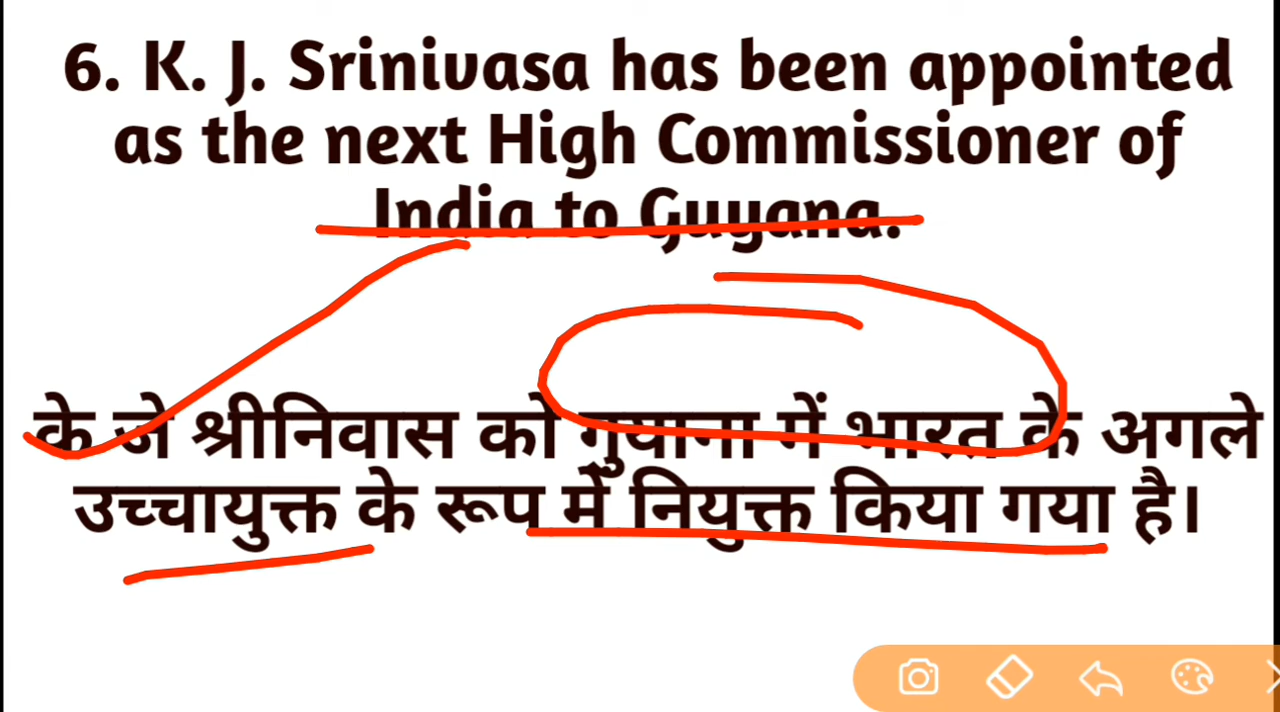 6. K. J. Srinivasa has been appointed
as the next High Commissioner of
India to Guyana.
के जे श्रीनिवास को गुयाना में भारत के अगले
उच्चायुक्त के रूप में नियुक्त किया गया है।